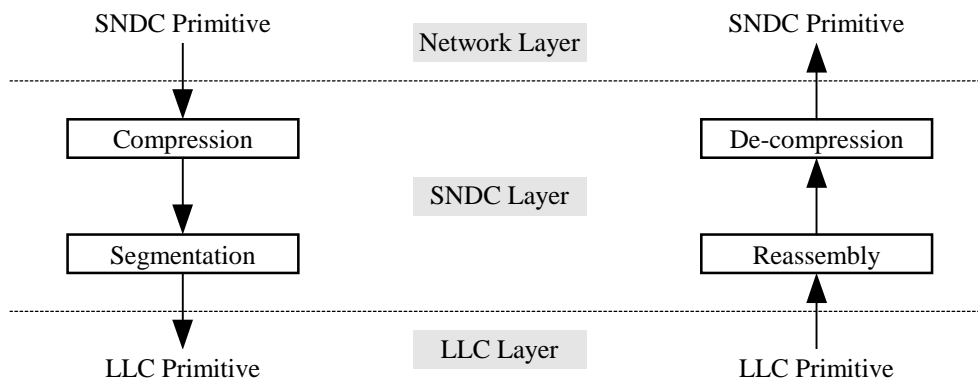 SNDC Primitive
Network Layer
SNDC Primitive
Compression
De-compression
SNDC Layer
Segmentation
Reassembly
LLC Layer
LLC Primitive
LLC Primitive